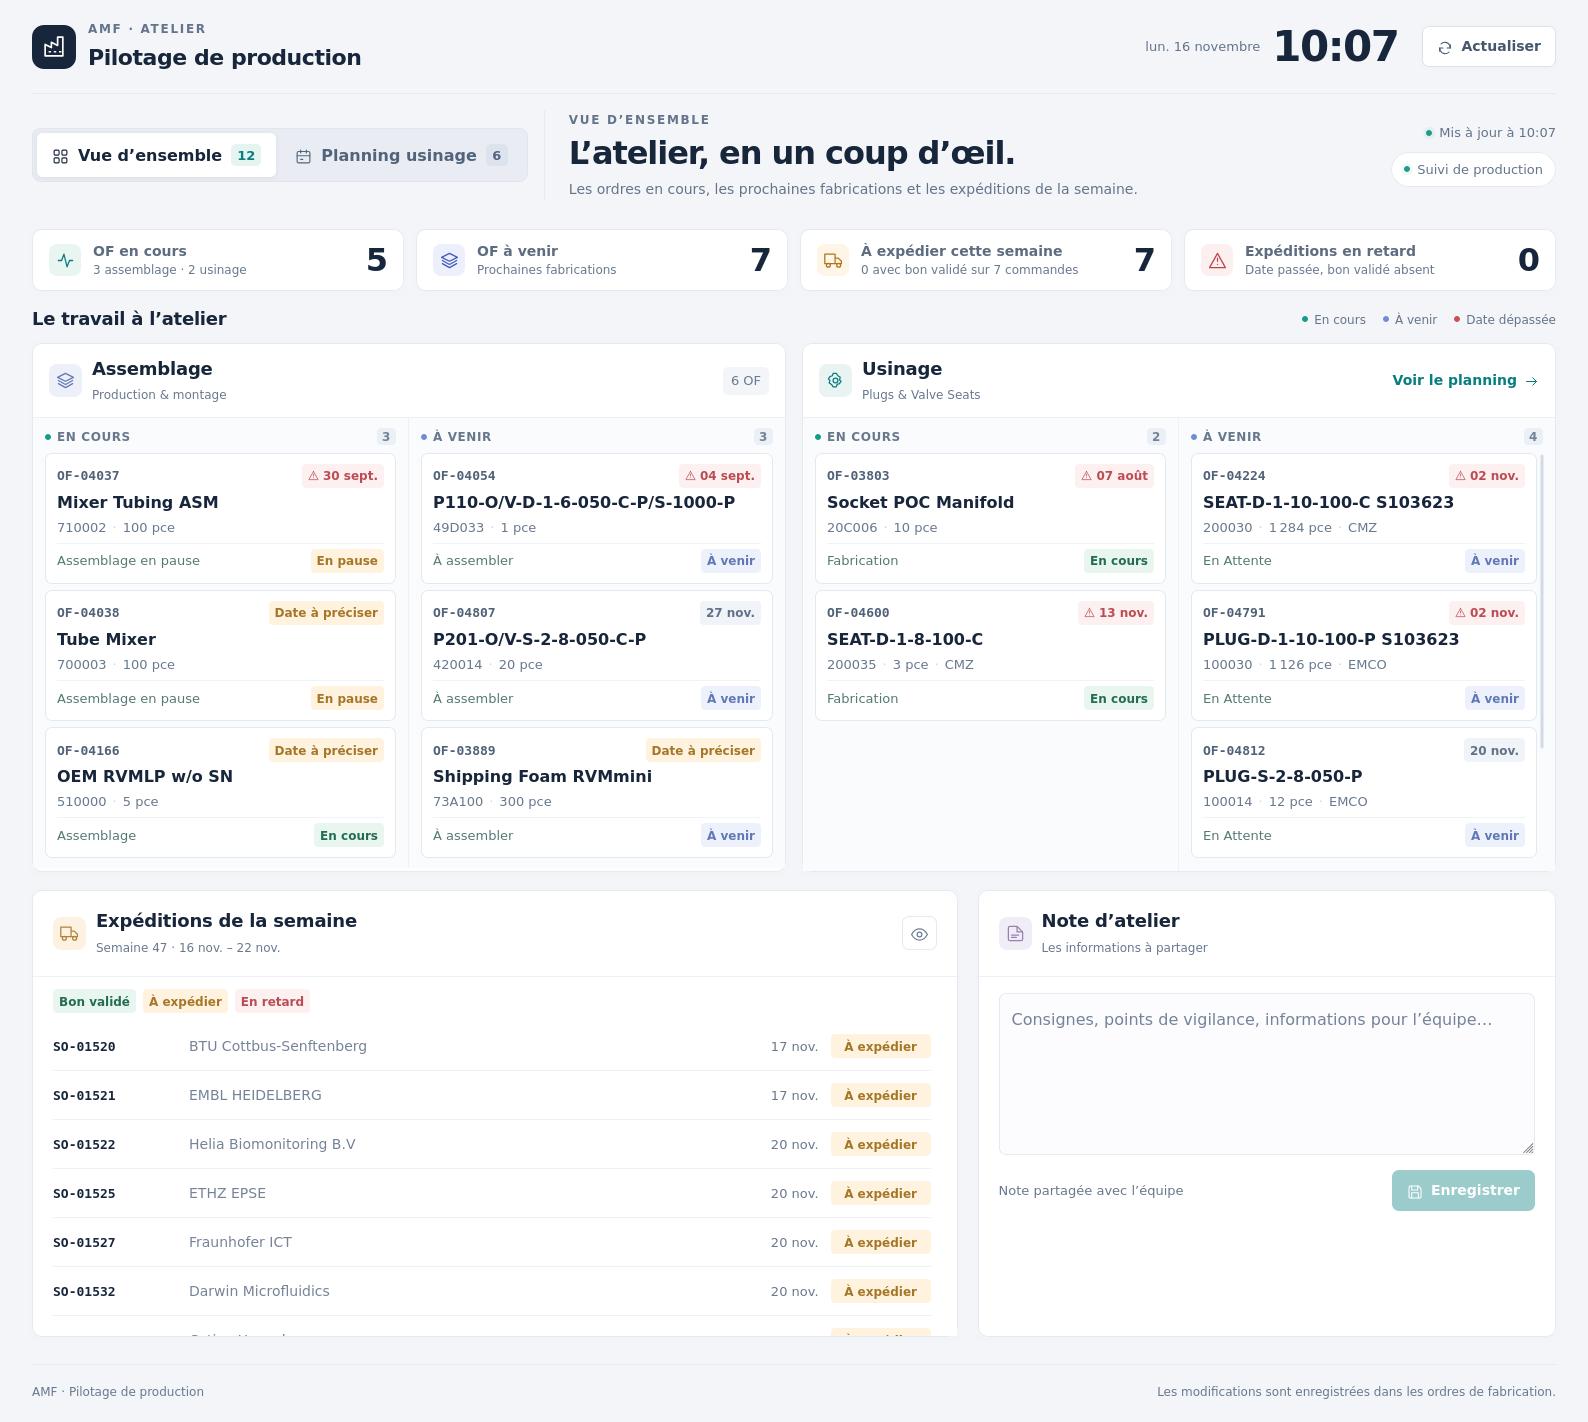 AMF · ATELIER
Pilotage de production
lun. 16 novembre
10:07
Actualiser
Vue d’ensemble 12
Planning usinage 6
VUE D’ENSEMBLE
L’atelier, en un coup d’œil.
Les ordres en cours, les prochaines fabrications et les expéditions de la semaine.
Mis à jour à 10:07
Suivi de production
OF en cours
3 assemblage · 2 usinage
5
OF à venir
Prochaines fabrications
7
À expédier cette semaine
0 avec bon validé sur 7 commandes
7
Expéditions en retard
Date passée, bon validé absent
0
Le travail à l’atelier
En cours
À venir
Date dépassée
Assemblage
Production & montage
6 OF
EN COURS 3
OF-04037 ⚠ 30 sept.
Mixer Tubing ASM
710002 · 100 pce
Assemblage en pause En pause
OF-04038 Date à préciser
Tube Mixer
700003 · 100 pce
Assemblage en pause En pause
OF-04166 Date à préciser
OEM RVMLP w/o SN
510000 · 5 pce
Assemblage En cours
À VENIR 3
OF-04054 ⚠ 04 sept.
P110-O/V-D-1-6-050-C-P/S-1000-P
49D033 · 1 pce
À assembler À venir
OF-04807 27 nov.
P201-O/V-S-2-8-050-C-P
420014 · 20 pce
À assembler À venir
OF-03889 Date à préciser
Shipping Foam RVMmini
73A100 · 300 pce
À assembler À venir
Usinage
Plugs & Valve Seats
Voir le planning →
EN COURS 2
OF-03803 ⚠ 07 août
Socket POC Manifold
20C006 · 10 pce
Fabrication En cours
OF-04600 ⚠ 13 nov.
SEAT-D-1-8-100-C
200035 · 3 pce · CMZ
Fabrication En cours
À VENIR 4
OF-04224 ⚠ 02 nov.
SEAT-D-1-10-100-C S103623
200030 · 1 284 pce · CMZ
En Attente À venir
OF-04791 ⚠ 02 nov.
PLUG-D-1-10-100-P S103623
100030 · 1 126 pce · EMCO
En Attente À venir
OF-04812 20 nov.
PLUG-S-2-8-050-P
100014 · 12 pce · EMCO
En Attente À venir
Expéditions de la semaine
Semaine 47 · 16 nov. – 22 nov.
Bon validé À expédier En retard
SO-01520 BTU Cottbus-Senftenberg 17 nov. À expédier
SO-01521 EMBL HEIDELBERG 17 nov. À expédier
SO-01522 Helia Biomonitoring B.V 20 nov. À expédier
SO-01525 ETHZ EPSE 20 nov. À expédier
SO-01527 Fraunhofer ICT 20 nov. À expédier
SO-01532 Darwin Microfluidics 20 nov. À expédier
Note d’atelier
Les informations à partager
Consignes, points de vigilance, informations pour l’équipe…
Note partagée avec l’équipe
Enregistrer
AMF · Pilotage de production
Les modifications sont enregistrées dans les ordres de fabrication.